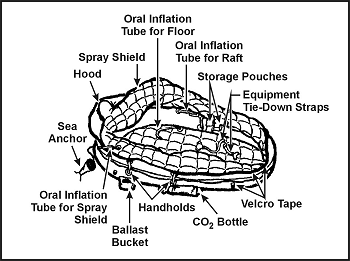 Oral Inflation
Tube for Floor
Spray Shield
Oral Inflation
Tube for Raft
Hood
Storage Pouches
Equipment
Tie-Down Straps
Sea
Anchor
Oral Inflation
Tube for Spray
Shield
Handholds
Velcro Tape
Ballast
Bucket
CO2 Bottle